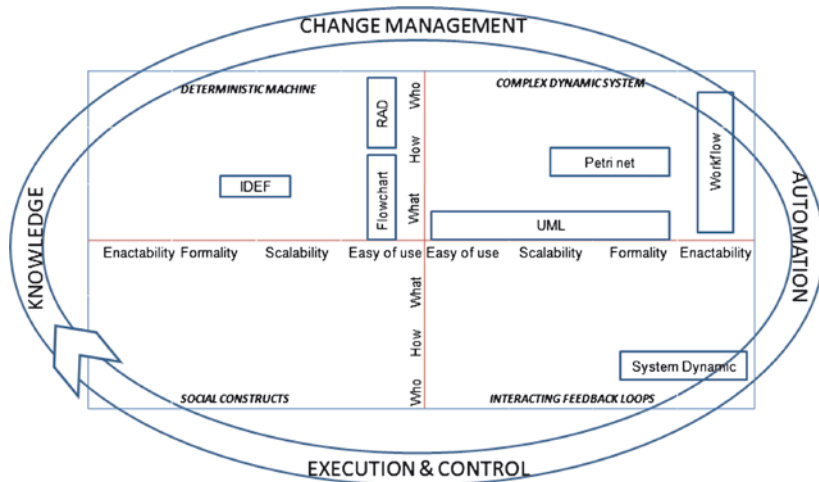 CHANGE MANAGEMENT
DETERMINISTIC MACHINE
COMPLEX DYNAMIC SYSTEM
RAD
Who
Workflow
How
Petri net
IDEF
Flowchart
What
UML
KNOWLEDGE
AUTOMATION
Enactability Formality Scalability Easy of use Easy of use Scalability Formality Enactability
What
How
System Dynamic
Who
SOCIAL CONSTRUCTS
INTERACTING FEEDBACK LOOPS
EXECUTION & CONTROL